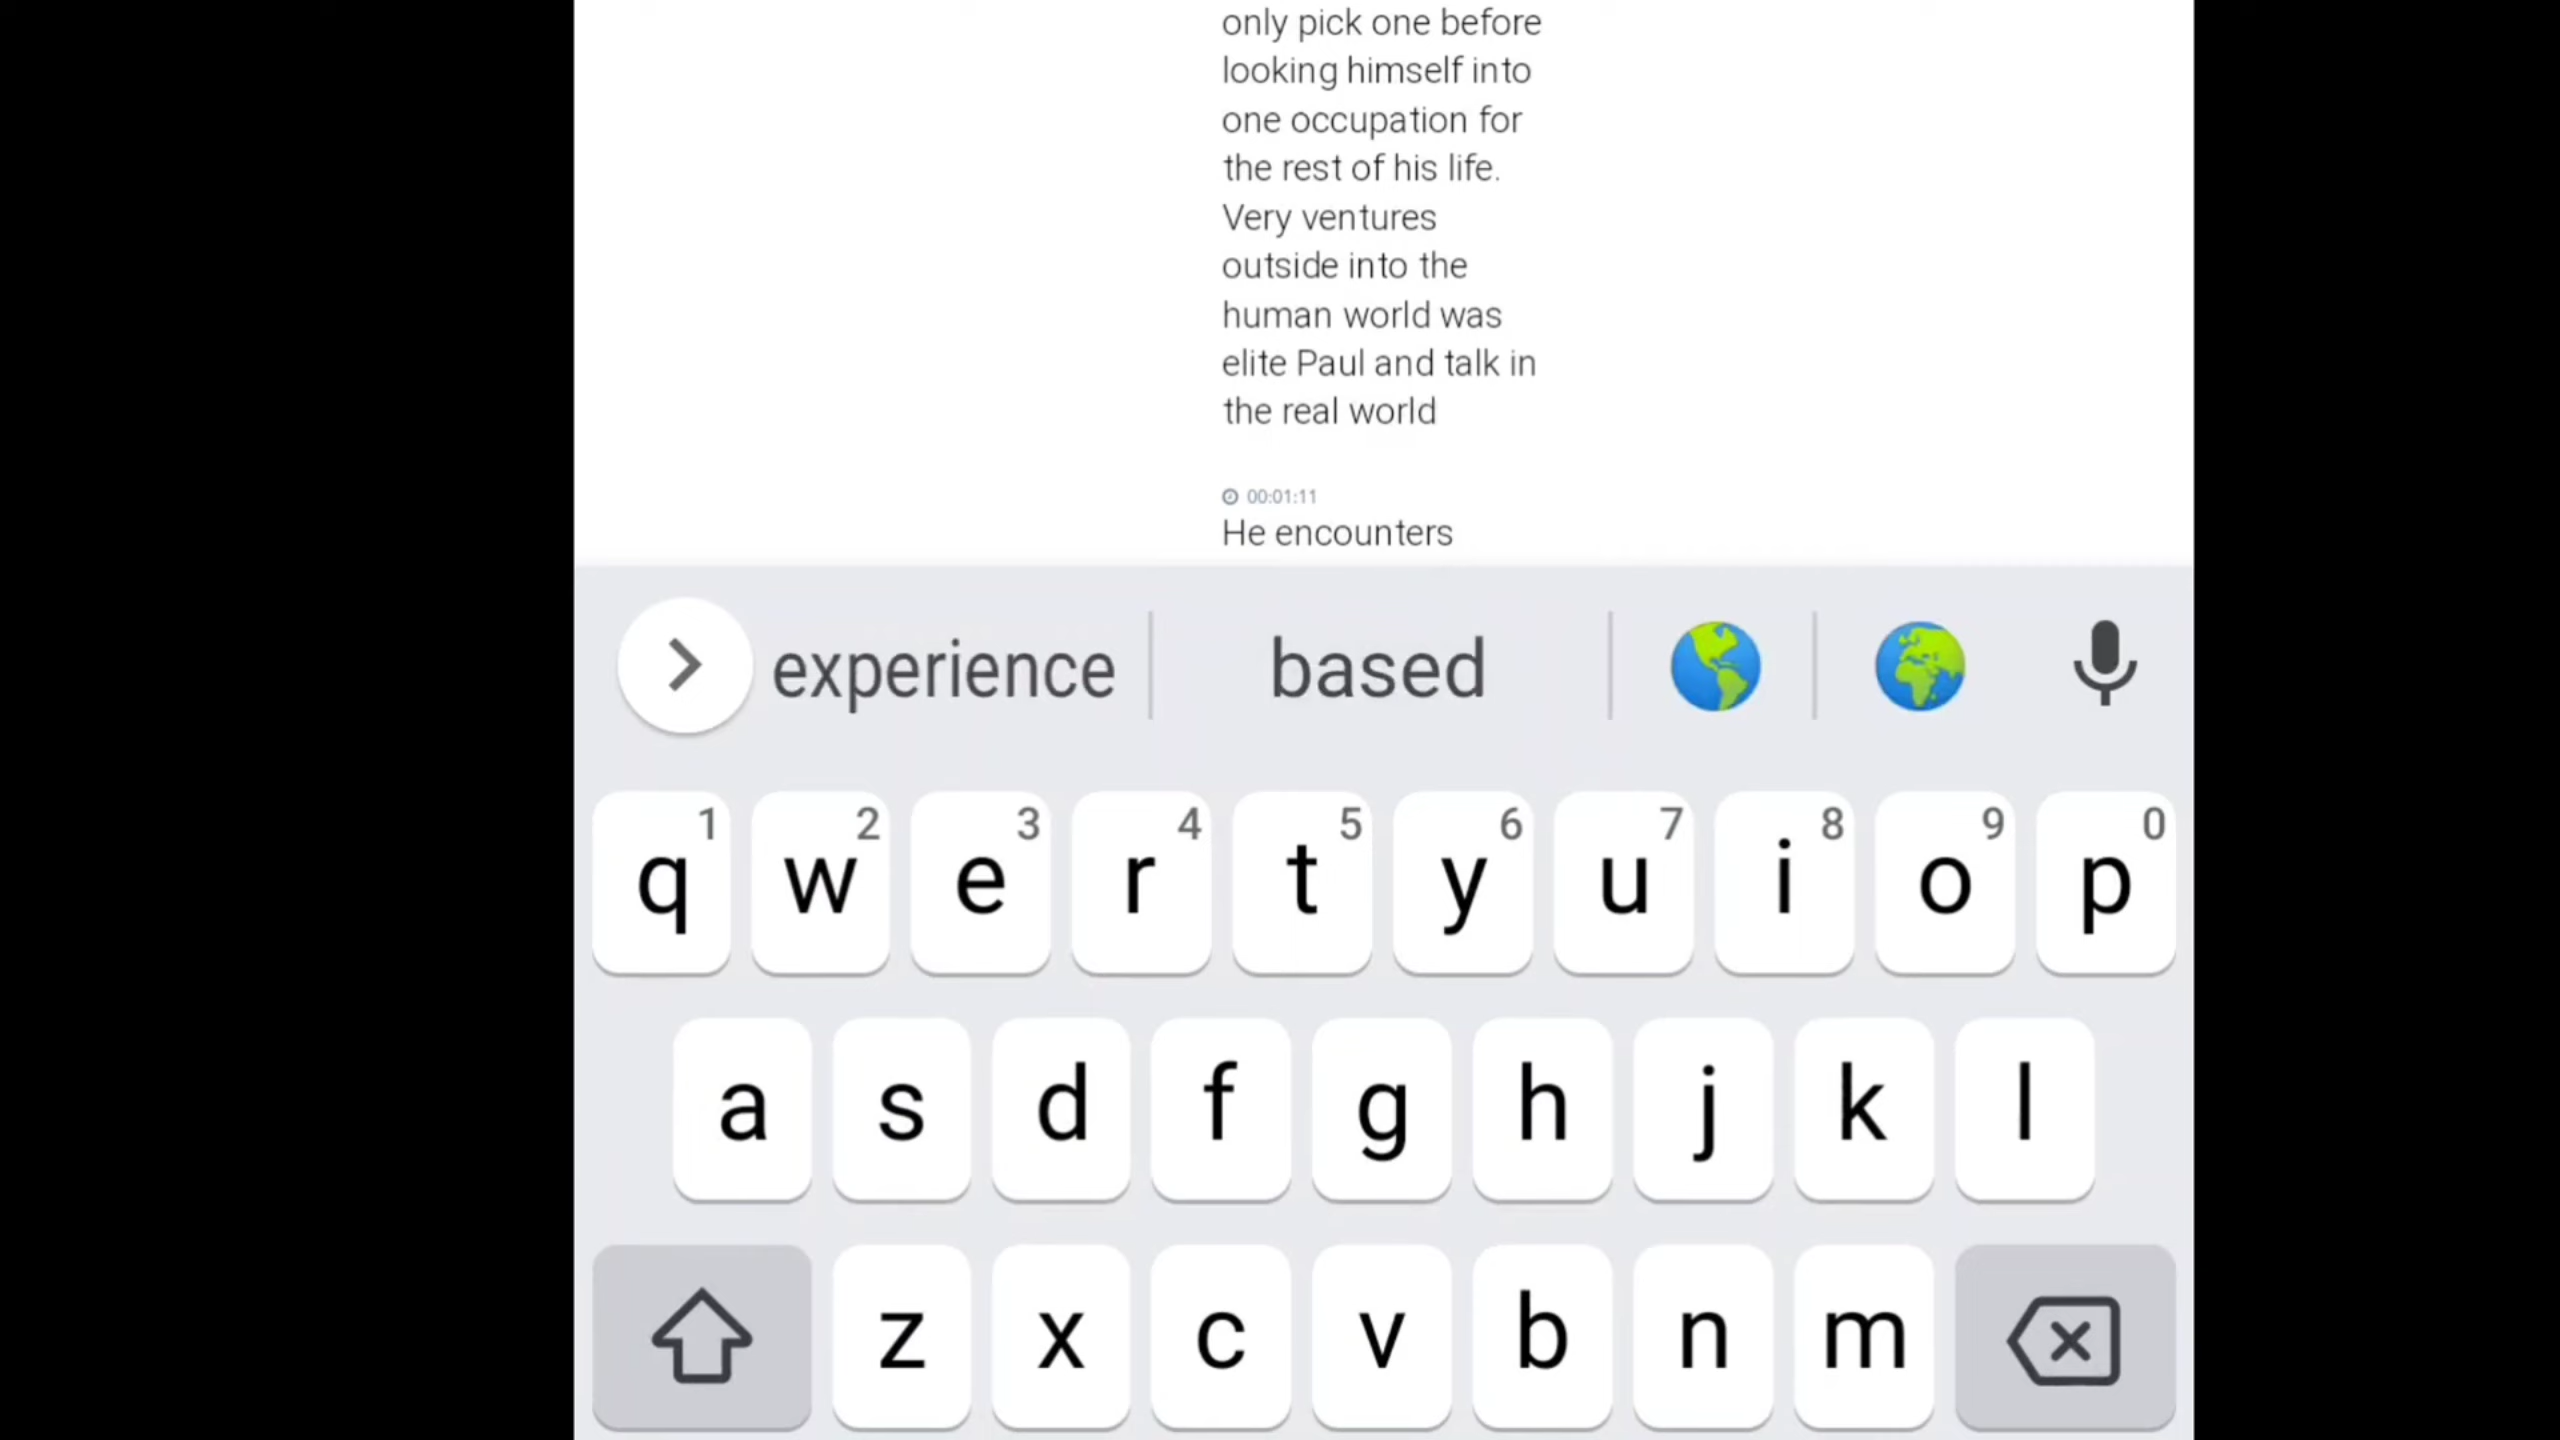 only pick one before
looking himself into
one occupation for
the rest of his life.
Very ventures
outside into the
human world was
elite Paul and talk in
the real world
00:01:11
He encounters
experience based
1 2 3 4 5 6 7 8 9 0
q w e r t y u i o p
a s d f g h j k l
z x c v b n m